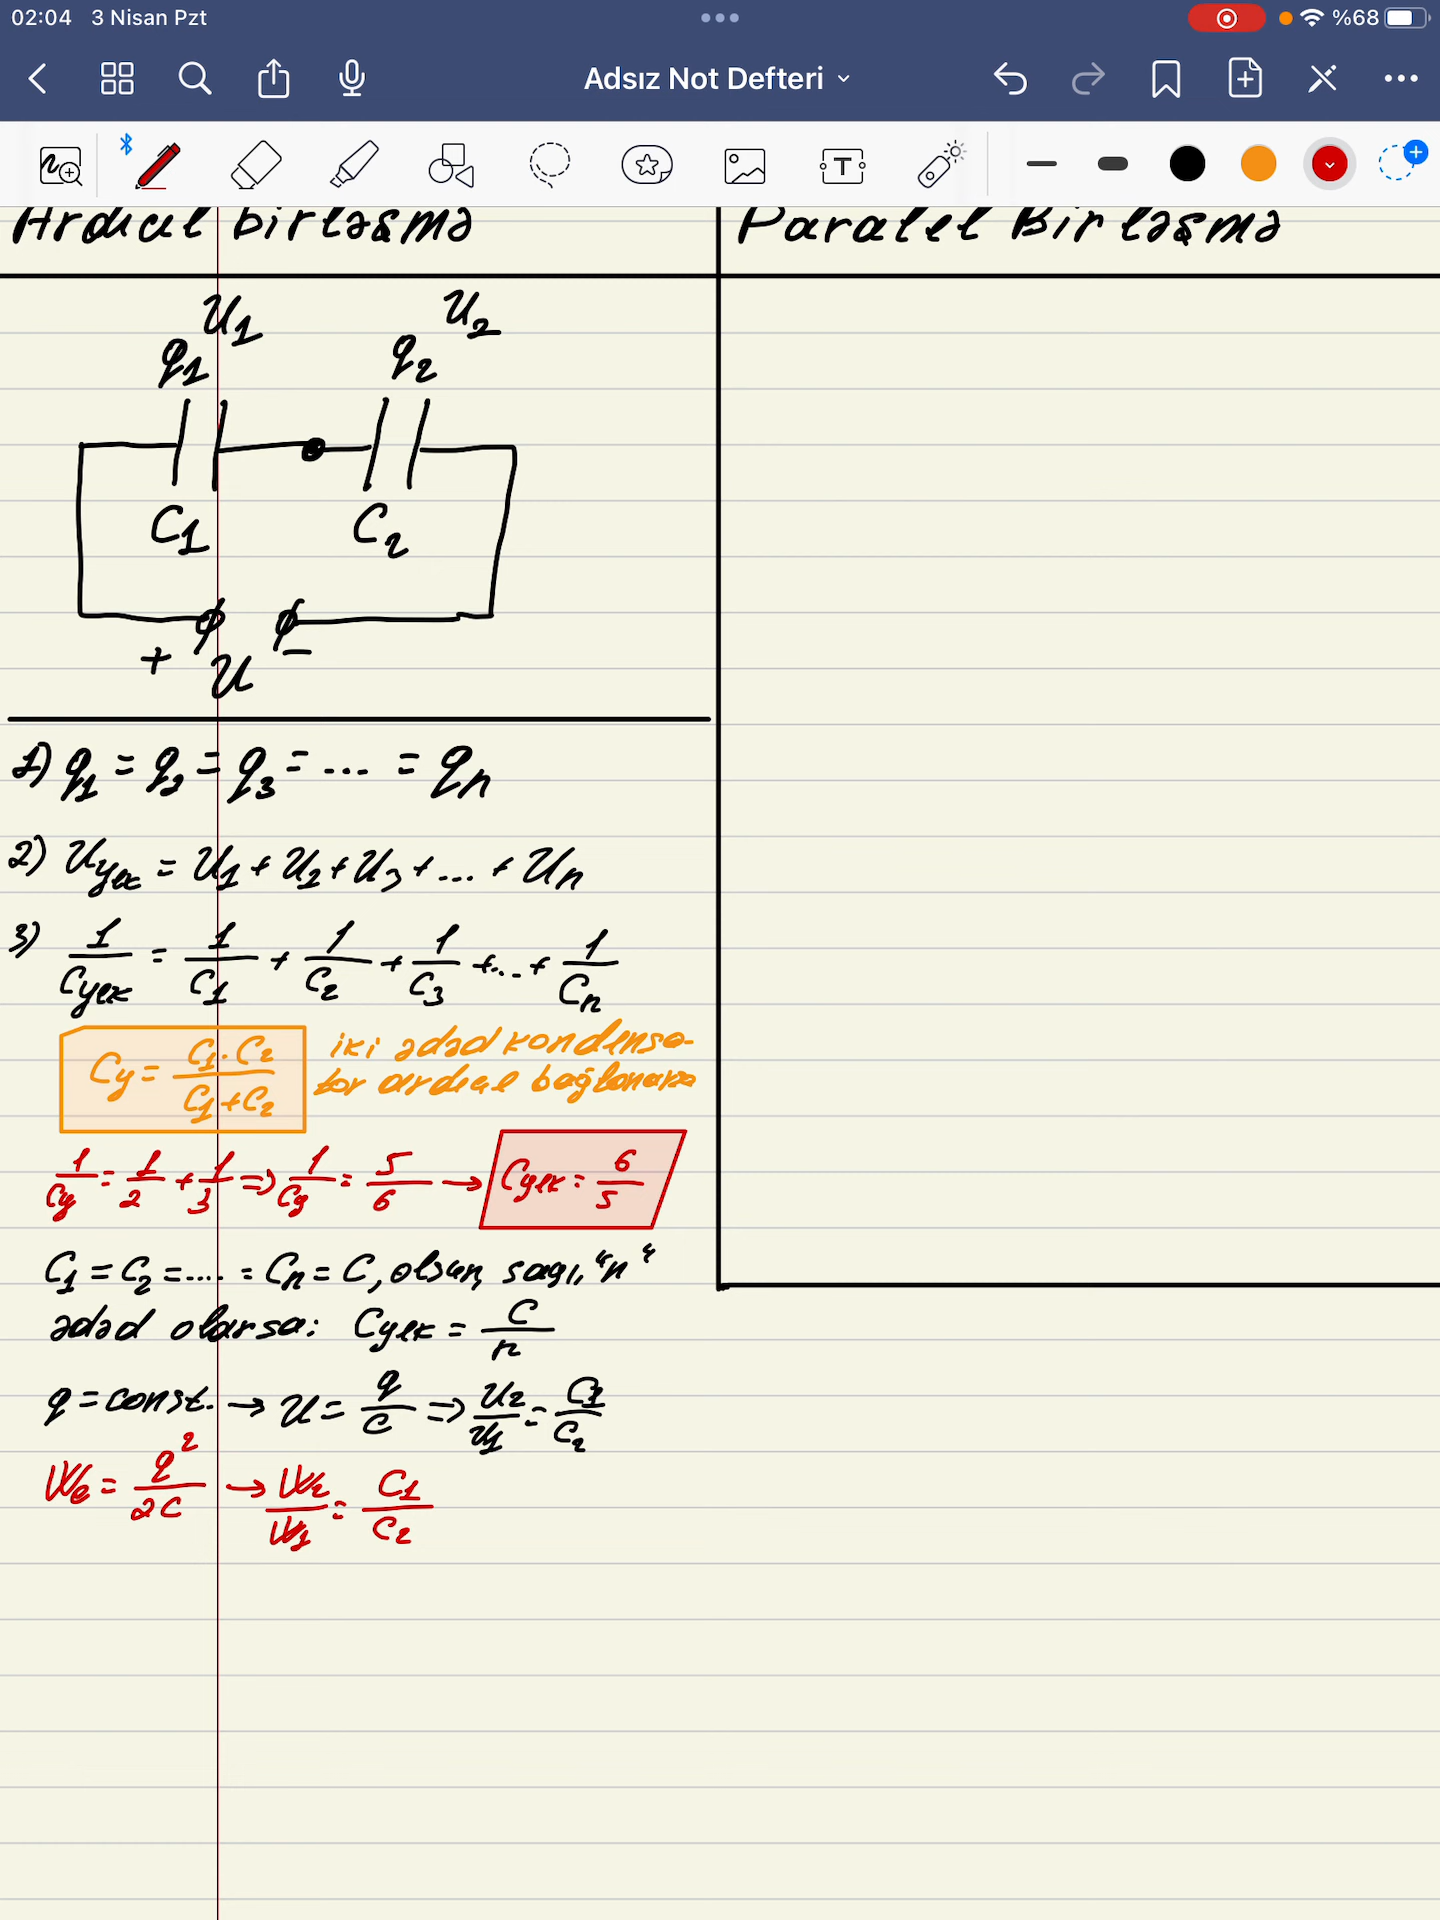 02:04 3 Nisan Pzt %68
Adsız Not Defteri
T
Ardıcıl birləşmə
Paralel Birləşmə
U₁ U₂
q₁ q₂
C₁ C₂
+ U −
1) q₁ = q₂ = q₃ = ... = qn
2) Uyek = U₁ + U₂ + U₃ + ... + Un
3) 1/Cyek = 1/C₁ + 1/C₂ + 1/C₃ + ... + 1/Cn
Cy = C₁·C₂/C₁+C₂ iki ədəd kondensa-
tor ardıcıl bağlanarsa
1/Cy = 1/2 + 1/3 => 1/Cy = 5/6 → Cyek = 6/5
C₁ = C₂ = .... = Cn = C, olsun, sayı, "n"
ədəd olarsa: Cyek = C/n
q = const. → U = q/C => U₂/U₁ = C₁/C₂
We = q²/2C → W₂/W₁ = C₁/C₂